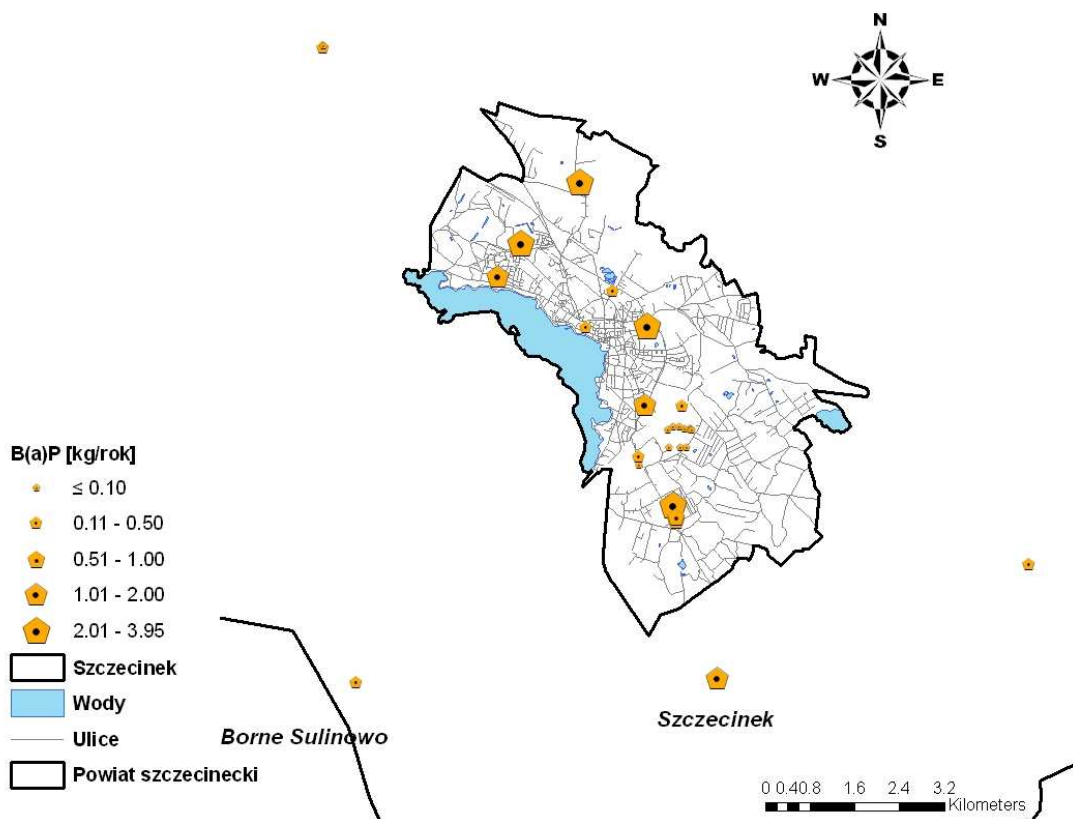 N
W E
S
B(a)P [kg/rok]
≤ 0.10
0.11 - 0.50
0.51 - 1.00
1.01 - 2.00
2.01 - 3.95
Szczecinek
Wody
Ulice
Powiat szczecinecki
Borne Sulinowo
Szczecinek
0 0.40.8 1.6 2.4 3.2
Kilometers